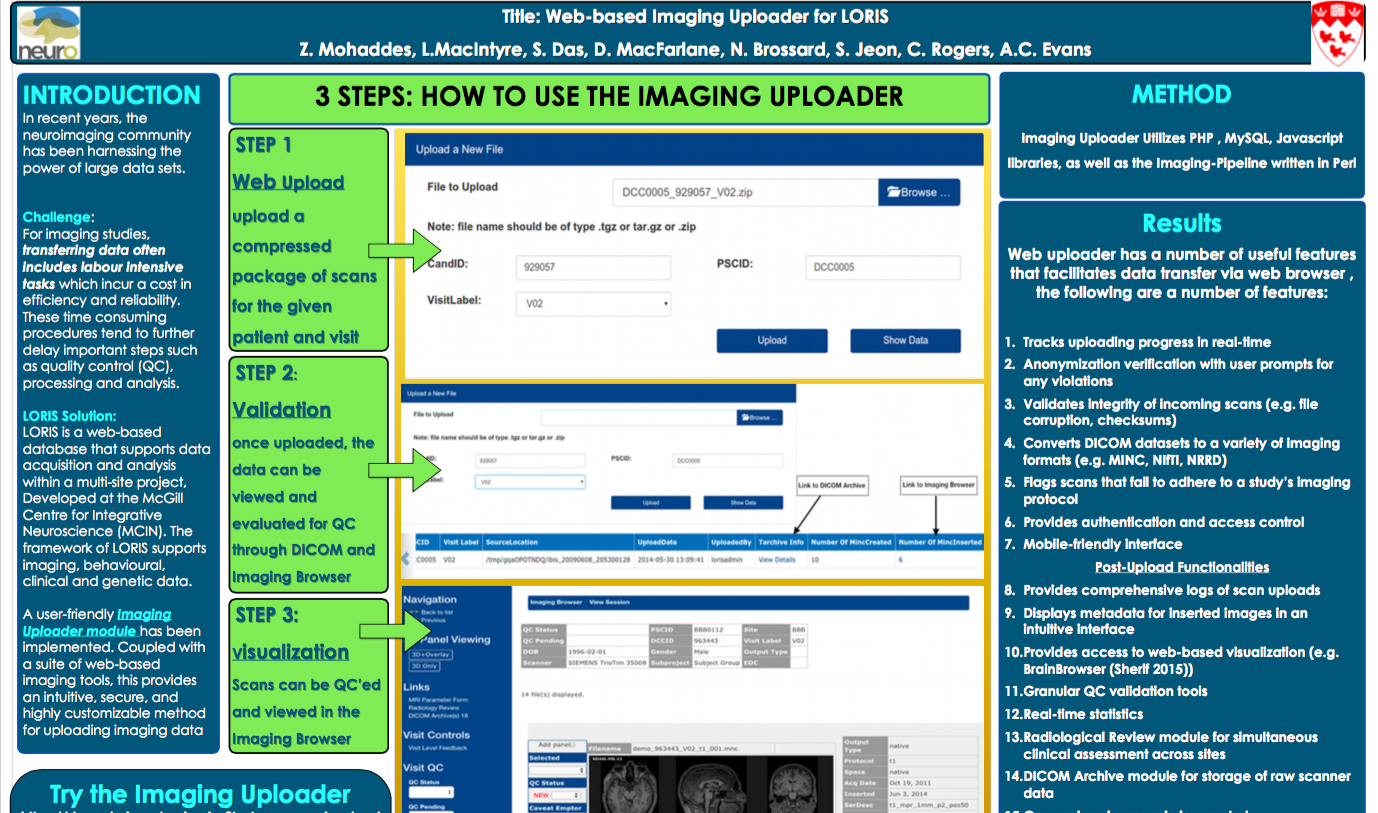 Title: Web-based Imaging Uploader for LORIS
Z. Mohaddes, L.MacIntyre, S. Das, D. MacFarlane, N. Brossard, S. Jeon, C. Rogers, A.C. Evans
neuro
INTRODUCTION
In recent years, the
neuroimaging community
has been harnessing the
power of large data sets.
Challenge:
For imaging studies,
transferring data often
includes labour intensive
tasks which incur a cost in
efficiency and reliability.
These time consuming
procedures tend to further
delay important steps such
as quality control (QC),
processing and analysis.
LORIS Solution:
LORIS is a web-based
database that supports data
acquisition and analysis
within a multi-site project,
Developed at the McGill
Centre for Integrative
Neuroscience (MCIN). The
framework of LORIS supports
imaging, behavioural,
clinical and genetic data.
A user-friendly Imaging
Uploader module has been
implemented. Coupled with
a suite of web-based
imaging tools, this provides
an intuitive, secure, and
highly customizable method
for uploading imaging data
Try the Imaging Uploader
3 STEPS: HOW TO USE THE IMAGING UPLOADER
STEP 1
Web Upload
upload a
compressed
package of scans
for the given
patient and visit
STEP 2:
Validation
once uploaded, the
data can be
viewed and
evaluated for QC
through DICOM and
Imaging Browser
STEP 3:
visualization
Scans can be QC'ed
and viewed in the
Imaging Browser
Upload a New File
File to Upload
DCC0005_929057_V02.zip
Browse ...
Note: file name should be of type .tgz or tar.gz or .zip
CandID:
929057
PSCID:
DCC0005
VisitLabel:
V02
Upload
Show Data
Upload a New File
File to Upload
Browse ...
Note: file name should be of type .tgz or tar.gz or .zip
ID:
929057
PSCID:
DCC0005
abel:
V02
Upload
Show Data
Link to DICOM Archive
Link to Imaging Browser
CID Visit Label SourceLocation UploadDate UploadedBy Tarchive Info Number Of MincCreated Number Of MincInserted
C0005 V02 /tmp/gqaOPOTNDQ/ibis_20090608_205300128 2014-05-30 13:09:41 lorisadmin View Details 10 6
Navigation
Back to list
Previous
Panel Viewing
3D+Overlay
3D Only
Links
MRI Parameter Form
Radiology Review
DICOM Archive(s) 18
Visit Controls
Visit Level Feedback
Visit QC
QC Status
QC Pending
Imaging Browser View Session
QC Status PSCID BBB0112 Site BBB
QC Pending DCCID 963443 Visit Label V02
DOB 1996-02-01 Gender Male Output Type
Scanner SIEMENS TrioTim 35008 Subproject Subject Group EDC
14 file(s) displayed.
Add panel
Filename demo_963443_V02_t1_001.mnc
Selected
QC Status
NEW
Caveat Emptor
Output Type native
Protocol t1
Space native
Acq Date Oct 19, 2011
Inserted Jun 3, 2014
SerDesc t1_mpr_1mm_p2_pos50
METHOD
Imaging Uploader Utilizes PHP , MySQL, Javascript
libraries, as well as the Imaging-Pipeline written in Perl
Results
Web uploader has a number of useful features
that facilitates data transfer via web browser ,
the following are a number of features:
1. Tracks uploading progress in real-time
2. Anonymization verification with user prompts for
any violations
3. Validates integrity of incoming scans (e.g. file
corruption, checksums)
4. Converts DICOM datasets to a variety of imaging
formats (e.g. MINC, NIfTI, NRRD)
5. Flags scans that fail to adhere to a study's imaging
protocol
6. Provides authentication and access control
7. Mobile-friendly interface
Post-Upload Functionalities
8. Provides comprehensive logs of scan uploads
9. Displays metadata for inserted images in an
intuitive interface
10.Provides access to web-based visualization (e.g.
BrainBrowser (Sherif 2015))
11.Granular QC validation tools
12.Real-time statistics
13.Radiological Review module for simultaneous
clinical assessment across sites
14.DICOM Archive module for storage of raw scanner
data